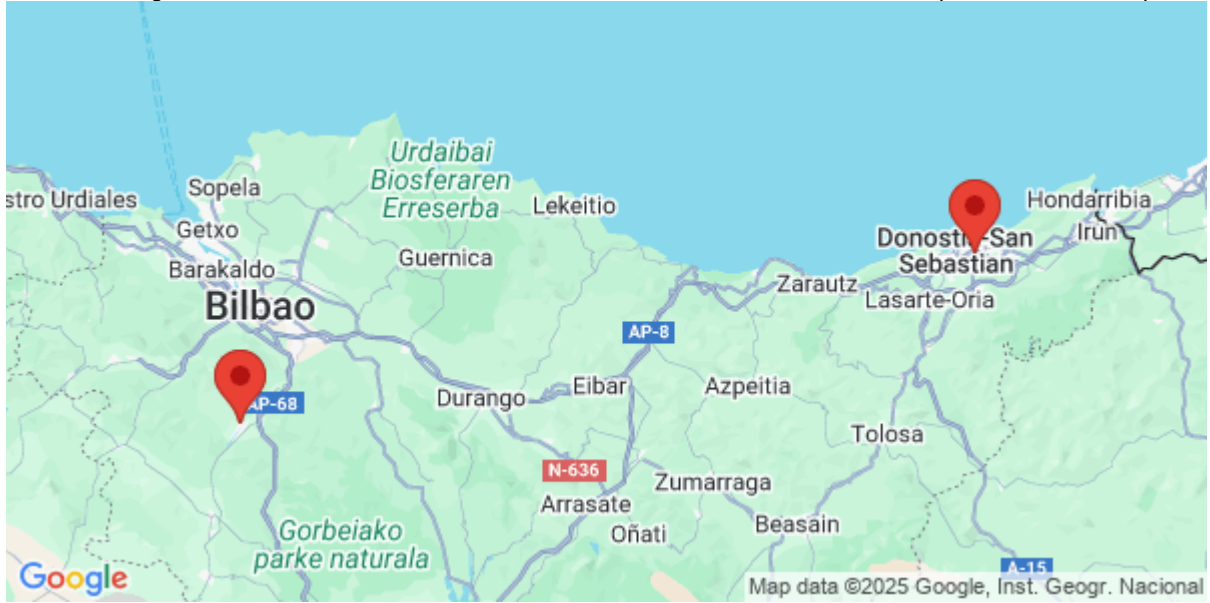 Urdaibai
Biosferaren
Erreserba
Sopela
stro Urdiales
Lekeitio
Hondarribia
Getxo
Irun
Guernica
Barakaldo
Sebastian
Zarautz
Lasarte-Oria
Bilbao
AP-8
Eibar
Azpeitia
Durango
AP-68
Tolosa
N-636
Zumarraga
Arrasate
Beasain
Oñati
Gorbeiako
parke naturala
A-15
Google
Map data ©2025 Google, Inst. Geogr. Nacional